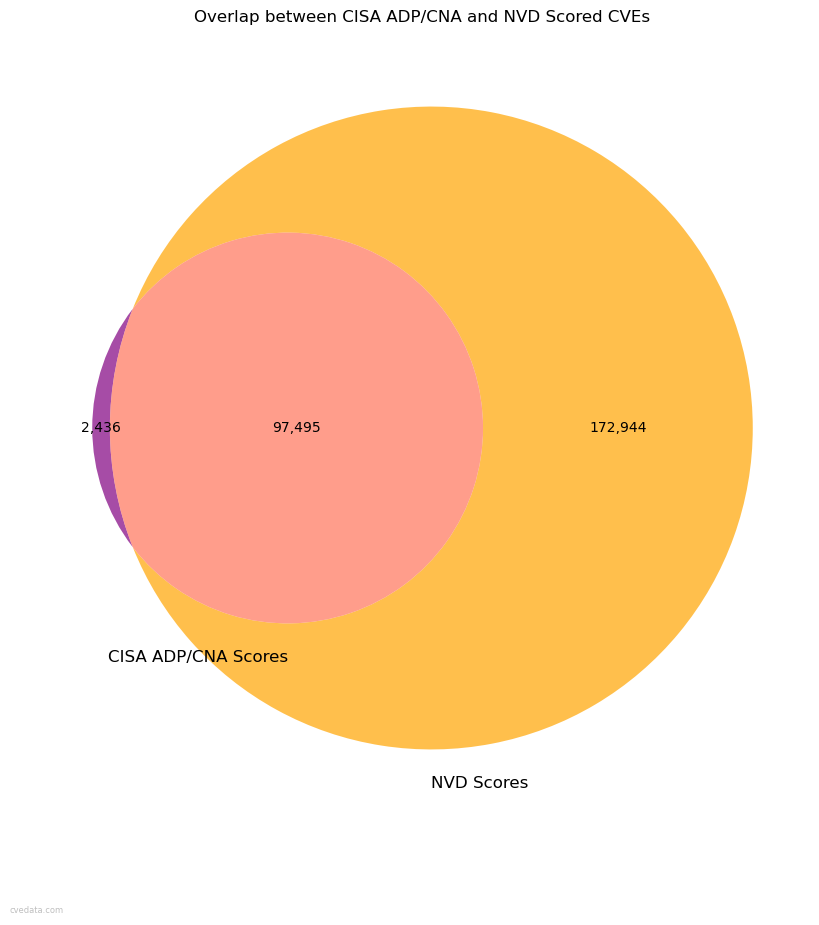 Overlap between CISA ADP/CNA and NVD Scored CVEs
2,436
97,495
172,944
CISA ADP/CNA Scores
NVD Scores
cvedata.com